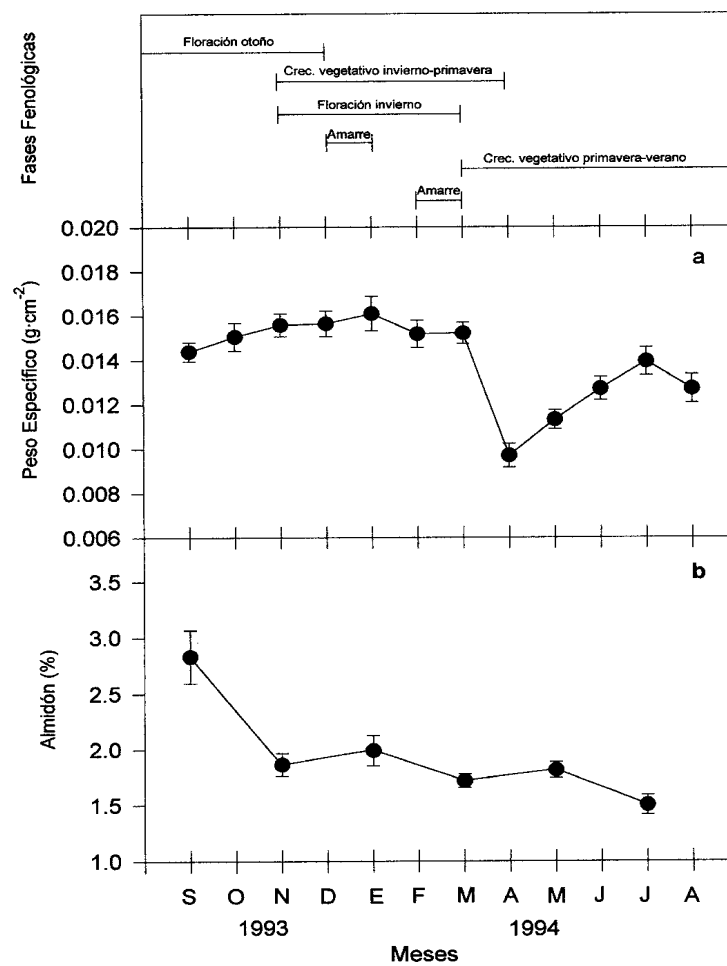 Fases Fenológicas
Floración otoño
Crec. vegetativo invierno-primavera
Floración invierno
Amarre
Crec. vegetativo primavera-verano
Amarre
Peso Específico (g·cm⁻²)
a
0.020
0.018
0.016
0.014
0.012
0.010
0.008
0.006
Almidón (%)
b
3.5
3.0
2.5
2.0
1.5
1.0
S O N D E F M A M J J A
1993 1994
Meses